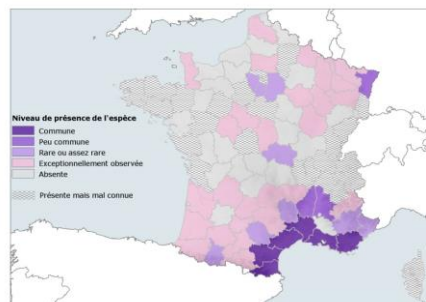 Niveau de présence de l'espèce
Commune
Peu commune
Rare ou assez rare
Exceptionnellement observée
Absente
Présente mais mal connue